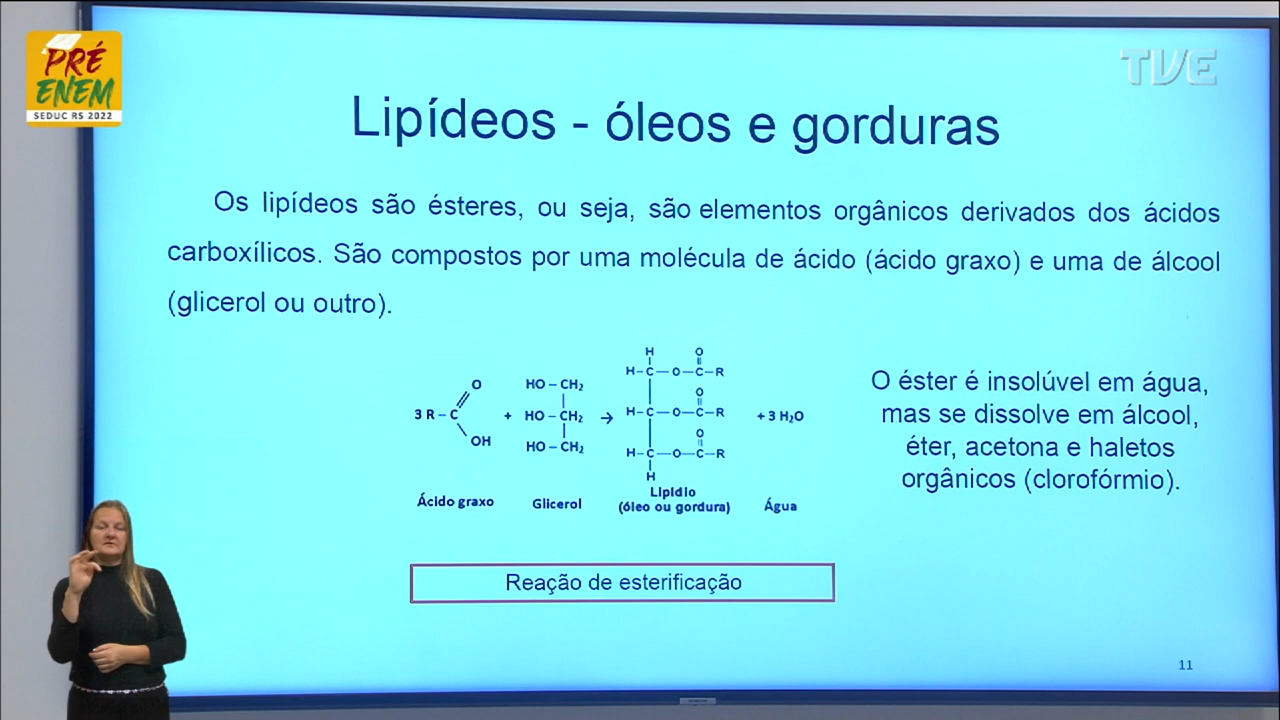 PRÉ
ENEM
SEDUC RS 2022
TVE
Lipídeos - óleos e gorduras
Os lipídeos são ésteres, ou seja, são elementos orgânicos derivados dos ácidos
carboxílicos. São compostos por uma molécula de ácido (ácido graxo) e uma de álcool
(glicerol ou outro).
H O
H–C–O–C–R
O HO–CH₂ O
3 R–C + HO–CH₂ → H–C–O–C–R + 3 H₂O
OH HO–CH₂ O
H–C–O–C–R
H
Ácido graxo Glicerol Lipídio (óleo ou gordura) Água
O éster é insolúvel em água,
mas se dissolve em álcool,
éter, acetona e haletos
orgânicos (clorofórmio).
Reação de esterificação
11